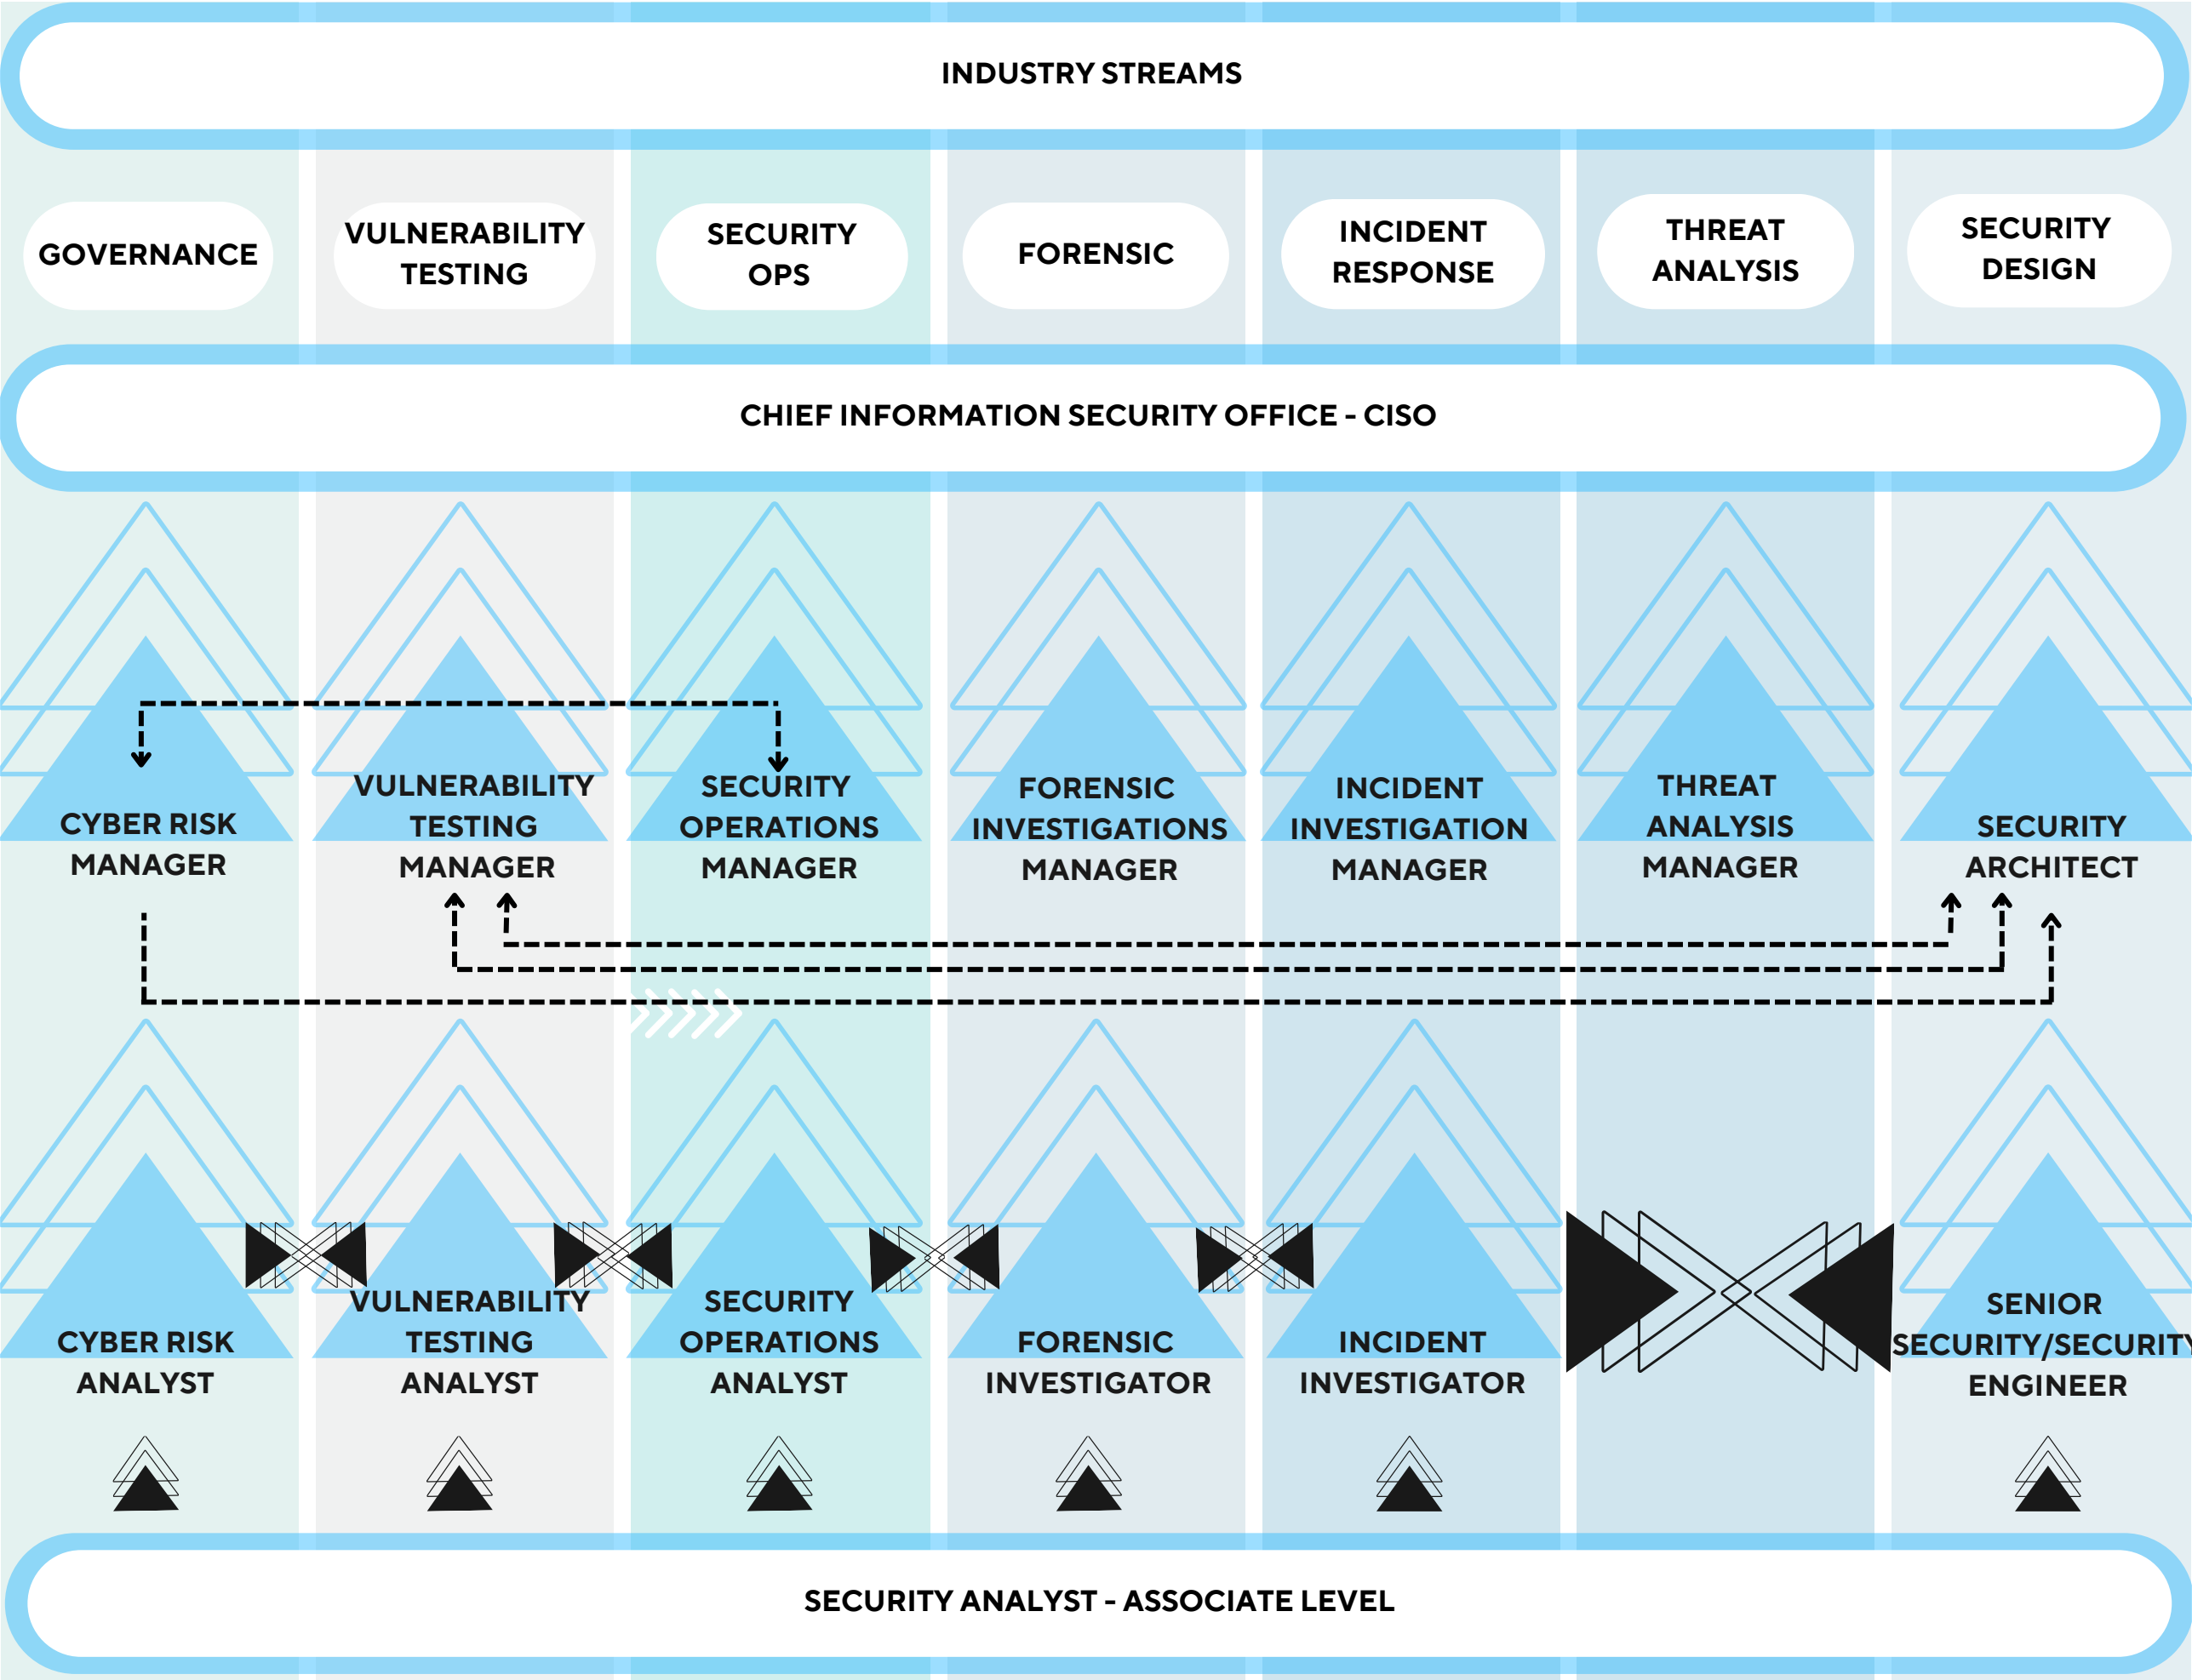 INDUSTRY STREAMS
GOVERNANCE
VULNERABILITY
TESTING
SECURITY
OPS
FORENSIC
INCIDENT
RESPONSE
THREAT
ANALYSIS
SECURITY
DESIGN
CHIEF INFORMATION SECURITY OFFICE - CISO
CYBER RISK
MANAGER
VULNERABILITY
TESTING
MANAGER
SECURITY
OPERATIONS
MANAGER
FORENSIC
INVESTIGATIONS
MANAGER
INCIDENT
INVESTIGATION
MANAGER
THREAT
ANALYSIS
MANAGER
SECURITY
ARCHITECT
CYBER RISK
ANALYST
VULNERABILITY
TESTING
ANALYST
SECURITY
OPERATIONS
ANALYST
FORENSIC
INVESTIGATOR
INCIDENT
INVESTIGATOR
SENIOR
SECURITY/SECURITY
ENGINEER
SECURITY ANALYST - ASSOCIATE LEVEL